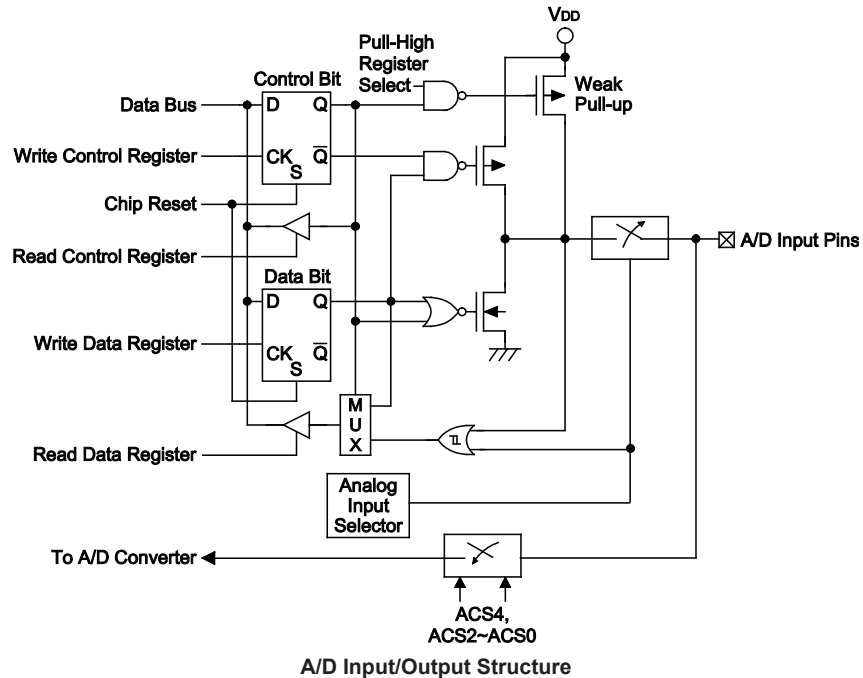 VDD
Pull-High
Register
Select
Weak
Pull-up
Control Bit
Data Bus
D
Q
Write Control Register
CK
Q
S
Chip Reset
Read Control Register
Data Bit
D
Q
A/D Input Pins
Write Data Register
CK
Q
S
M
U
X
Read Data Register
Analog
Input
Selector
To A/D Converter
ACS4,
ACS2~ACS0
A/D Input/Output Structure